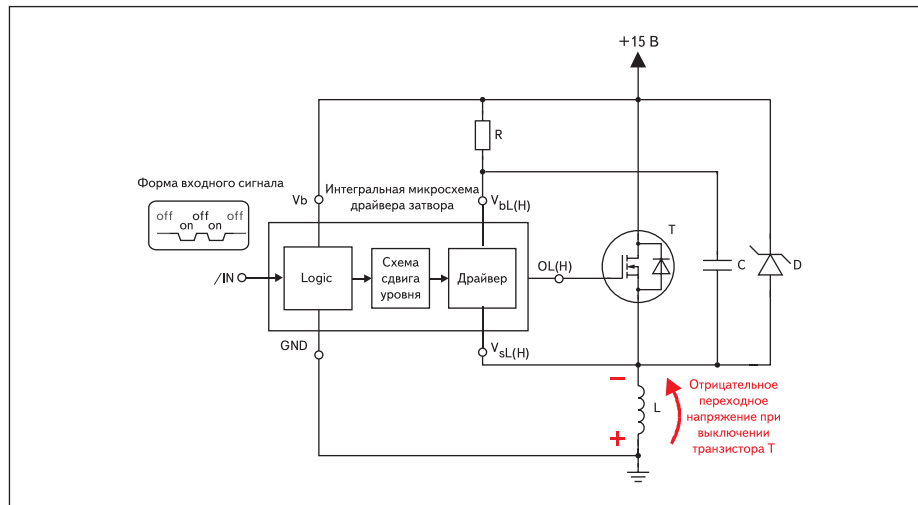 +15 В
R
Форма входного сигнала
Интегральная микросхема
драйвера затвора
Vb
VbL(H)
off off off
on on
T
/IN
Logic
Схема
сдвига
уровня
Драйвер
OL(H)
C
D
GND
VsL(H)
−
L
+
Отрицательное
переходное
напряжение при
выключении
транзистора Т